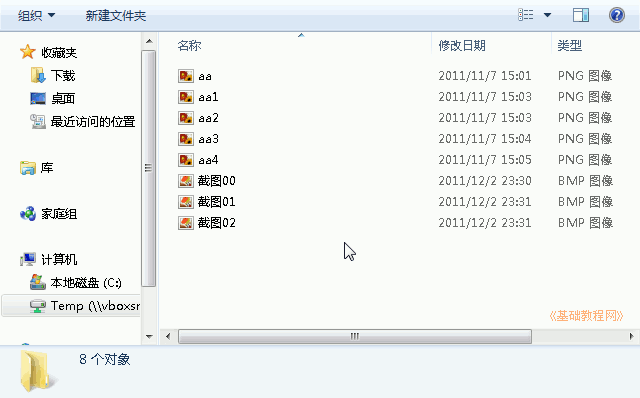 组织 新建文件夹
名称 修改日期 类型
收藏夹
下载
桌面
最近访问的位置
库
家庭组
计算机
本地磁盘 (C:)
Temp (\\vboxsr
aa 2011/11/7 15:01 PNG 图像
aa1 2011/11/7 15:03 PNG 图像
aa2 2011/11/7 15:03 PNG 图像
aa3 2011/11/7 15:04 PNG 图像
aa4 2011/11/7 15:05 PNG 图像
截图00 2011/12/2 23:30 BMP 图像
截图01 2011/12/2 23:31 BMP 图像
截图02 2011/12/2 23:31 BMP 图像
《基础教程网》
8 个对象